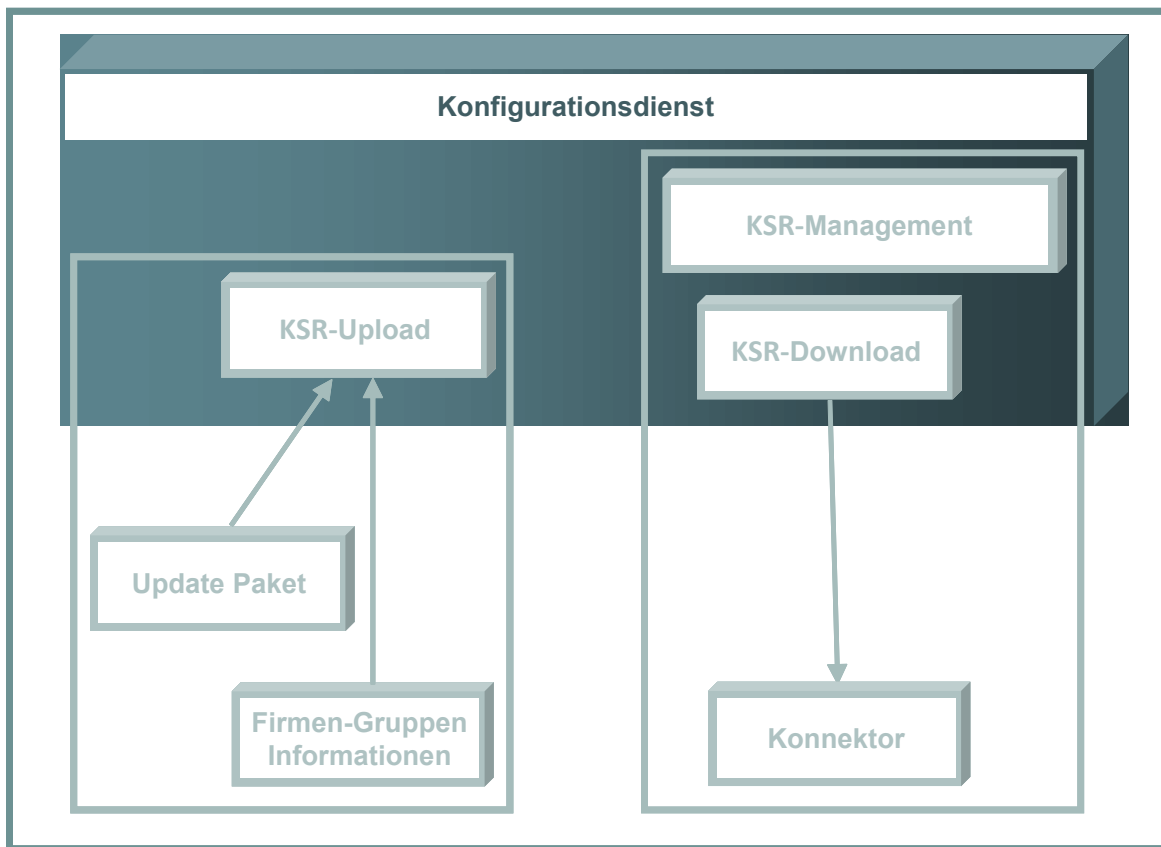 Konfigurationsdienst
KSR-Management
KSR-Upload
KSR-Download
Update Paket
Firmen-Gruppen
Informationen
Konnektor